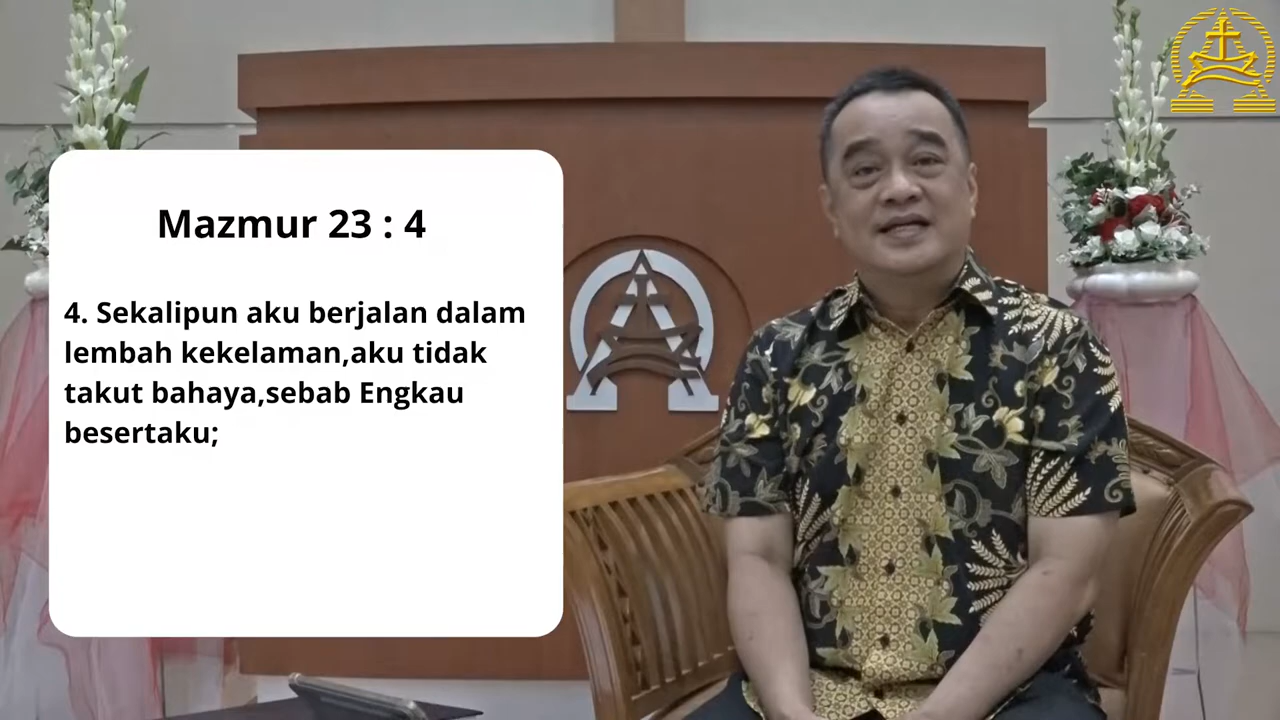 Mazmur 23 : 4
4. Sekalipun aku berjalan dalam
lembah kekelaman,aku tidak
takut bahaya,sebab Engkau
besertaku;